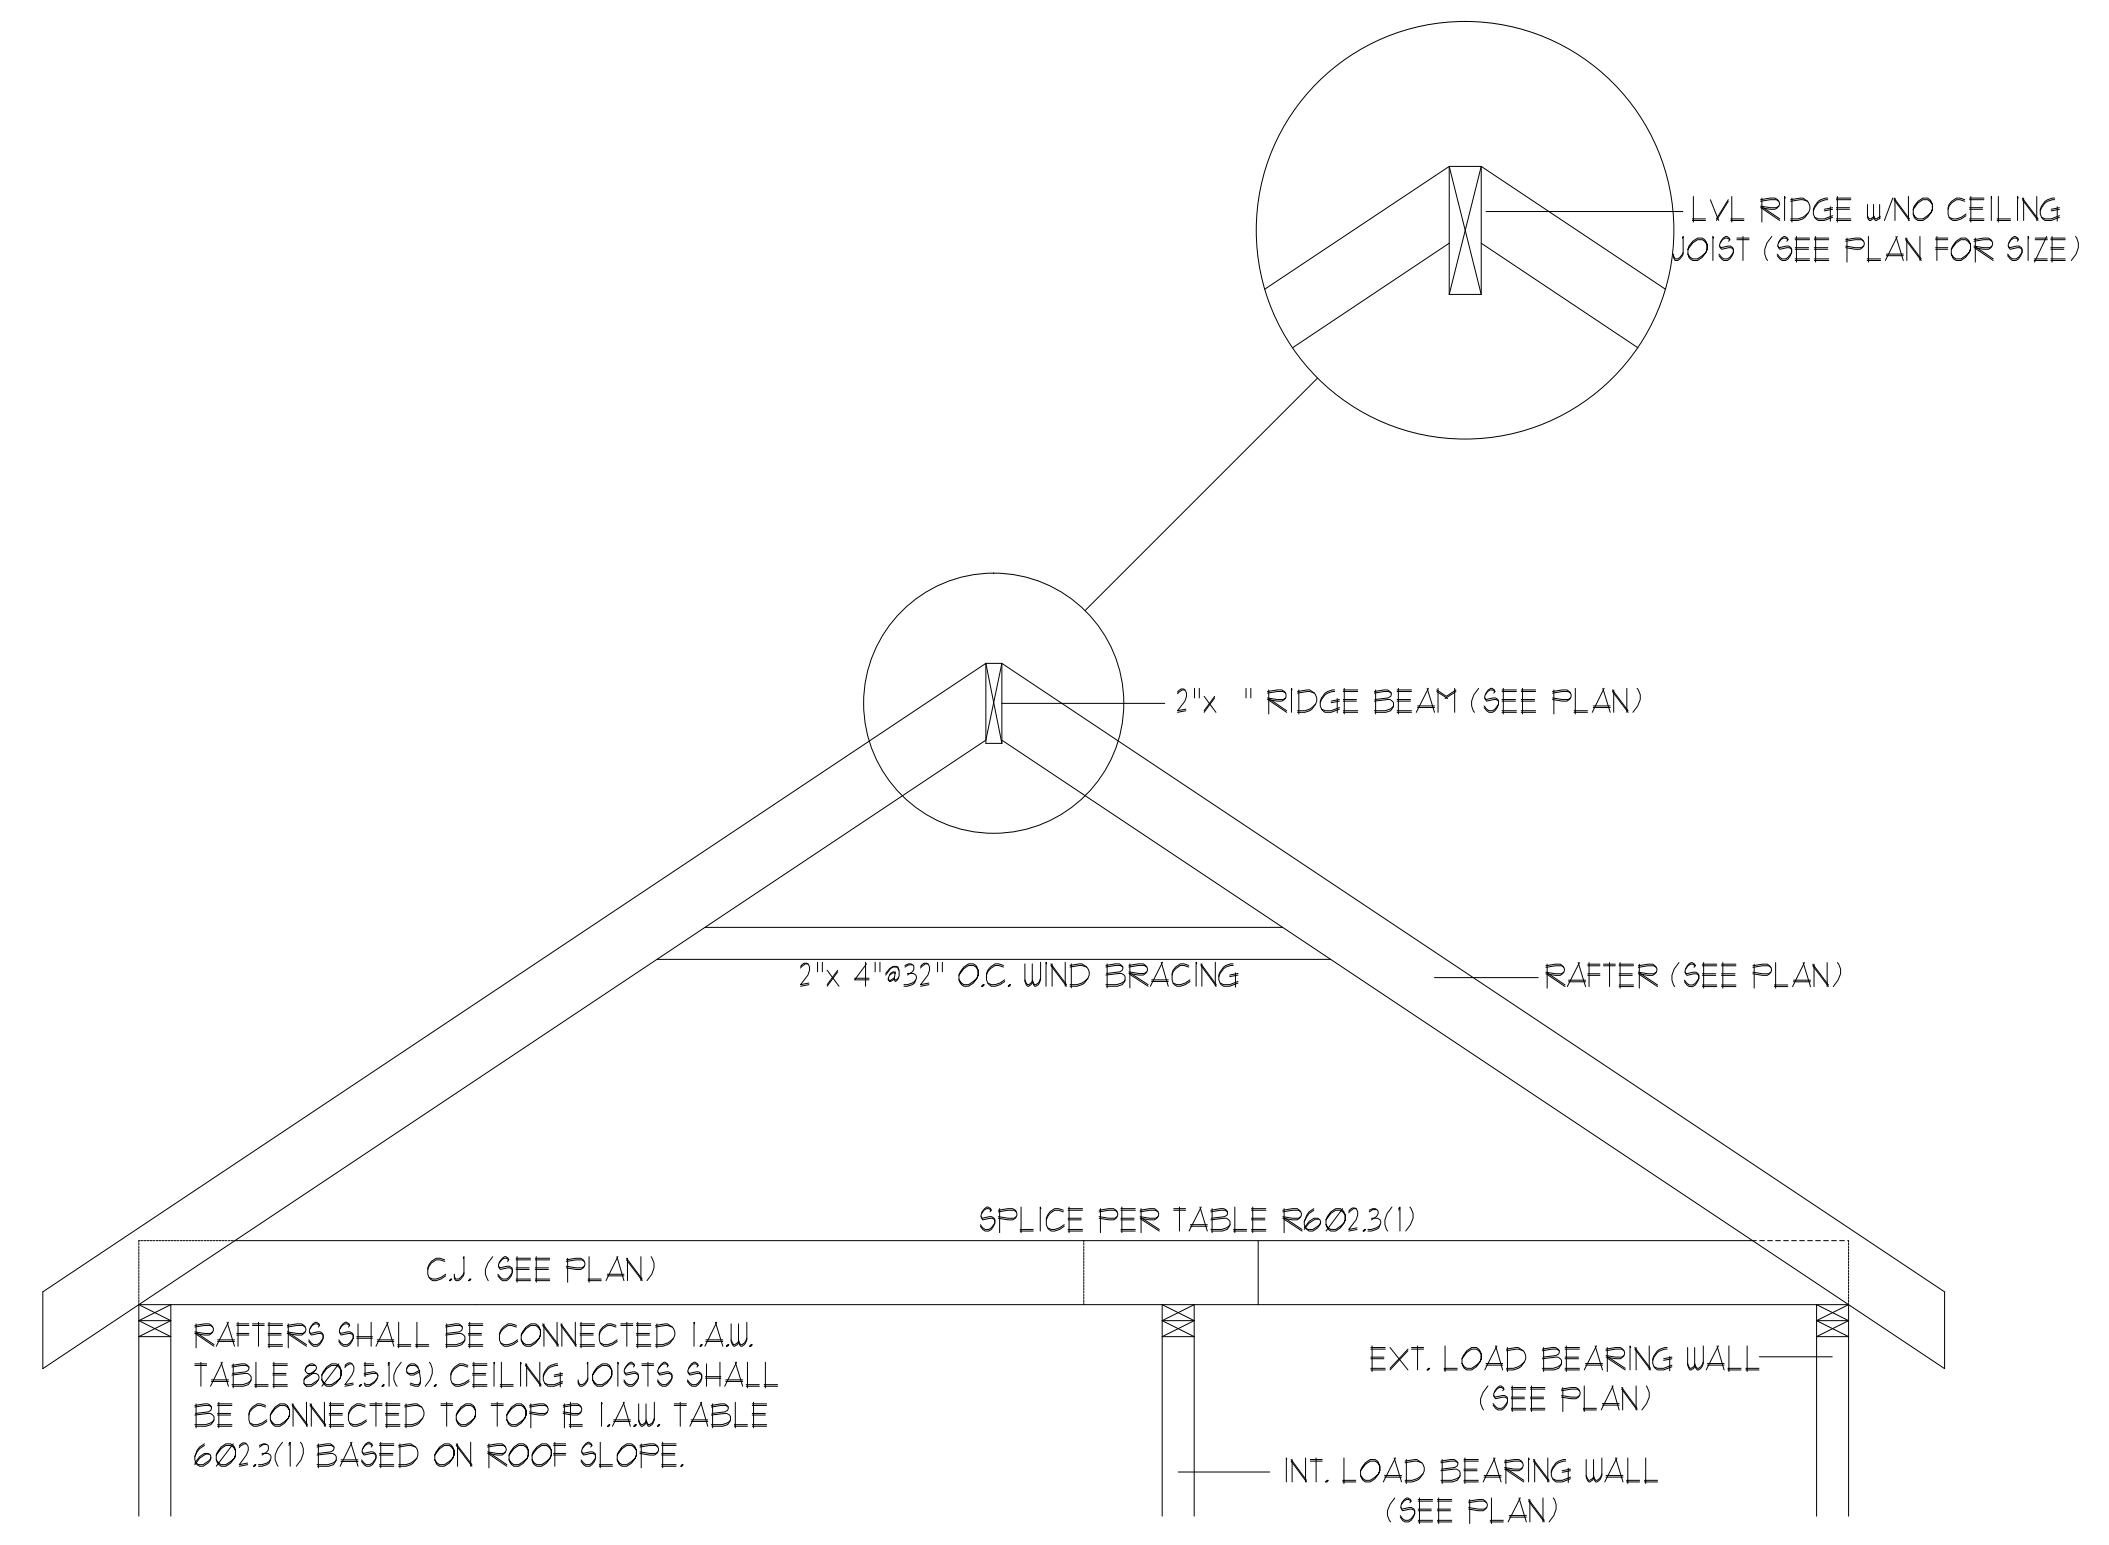 LVL RIDGE w/NO CEILING
JOIST (SEE PLAN FOR SIZE)
2"x  " RIDGE BEAM (SEE PLAN)
2"x 4"@32" O.C. WIND BRACING
RAFTER (SEE PLAN)
SPLICE PER TABLE R602.3(1)
C.J. (SEE PLAN)
RAFTERS SHALL BE CONNECTED I.A.W.
TABLE 802.5.1(9). CEILING JOISTS SHALL
BE CONNECTED TO TOP PL I.A.W. TABLE
602.3(1) BASED ON ROOF SLOPE.
EXT. LOAD BEARING WALL
(SEE PLAN)
INT. LOAD BEARING WALL
(SEE PLAN)